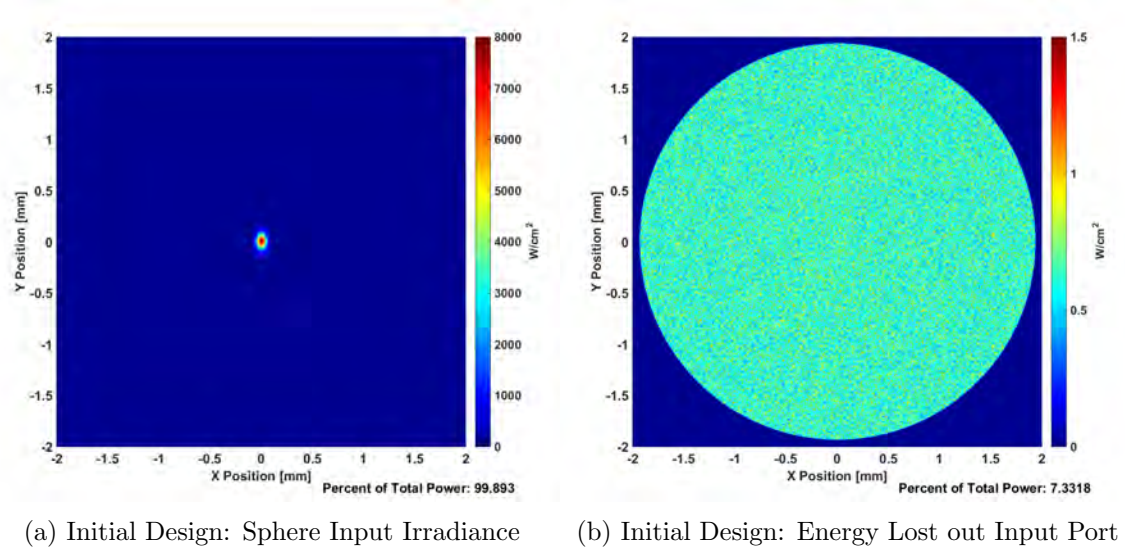 2
1.5
1
0.5
0
-0.5
-1
-1.5
-2
Y Position [mm]
-2 -1.5 -1 -0.5 0 0.5 1 1.5 2
X Position [mm]
8000
7000
6000
5000
4000
3000
2000
1000
0
W/cm²
Percent of Total Power: 99.893
(a) Initial Design: Sphere Input Irradiance
2
1.5
1
0.5
0
-0.5
-1
-1.5
-2
Y Position [mm]
-2 -1.5 -1 -0.5 0 0.5 1 1.5 2
X Position [mm]
1.5
1
0.5
0
W/cm²
Percent of Total Power: 7.3318
(b) Initial Design: Energy Lost out Input Port